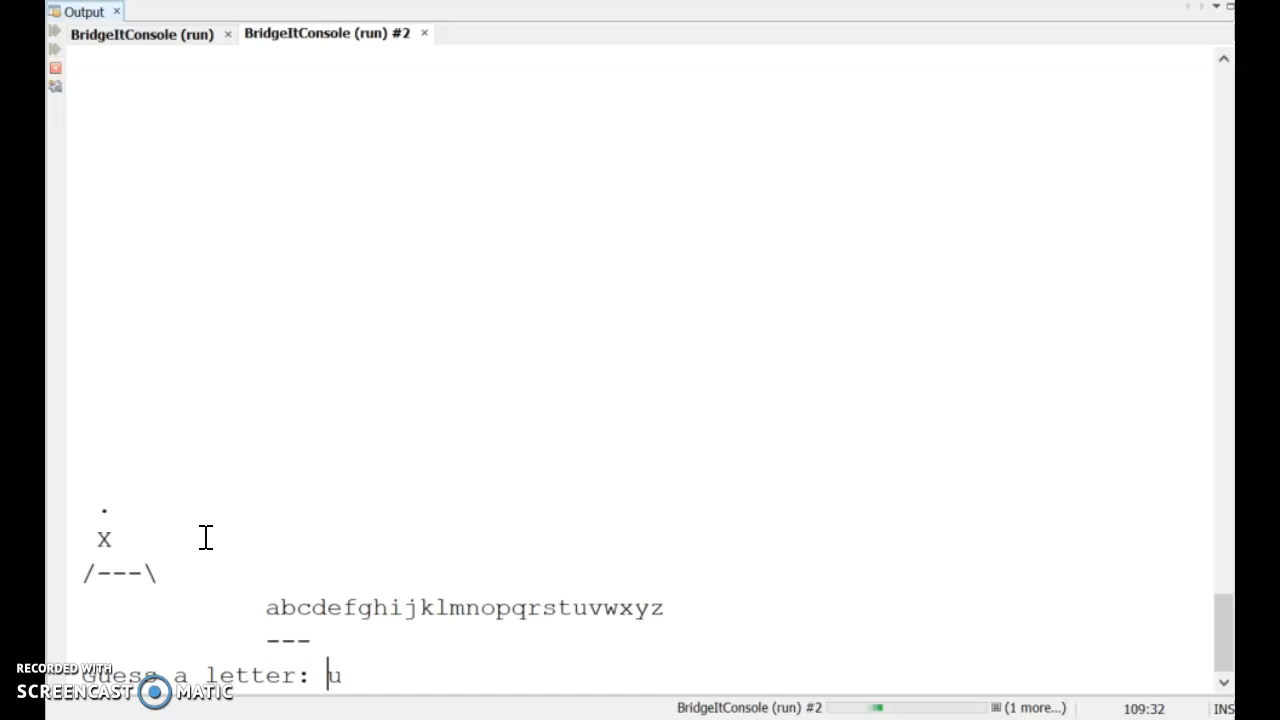 Output ×
BridgeItConsole (run) × BridgeItConsole (run) #2 ×
.
X
/---\
abcdefghijklmnopqrstuvwxyz
---
Guess a letter: u
RECORDED WITH
SCREENCAST MATIC
BridgeItConsole (run) #2 (1 more...) 109:32 INS